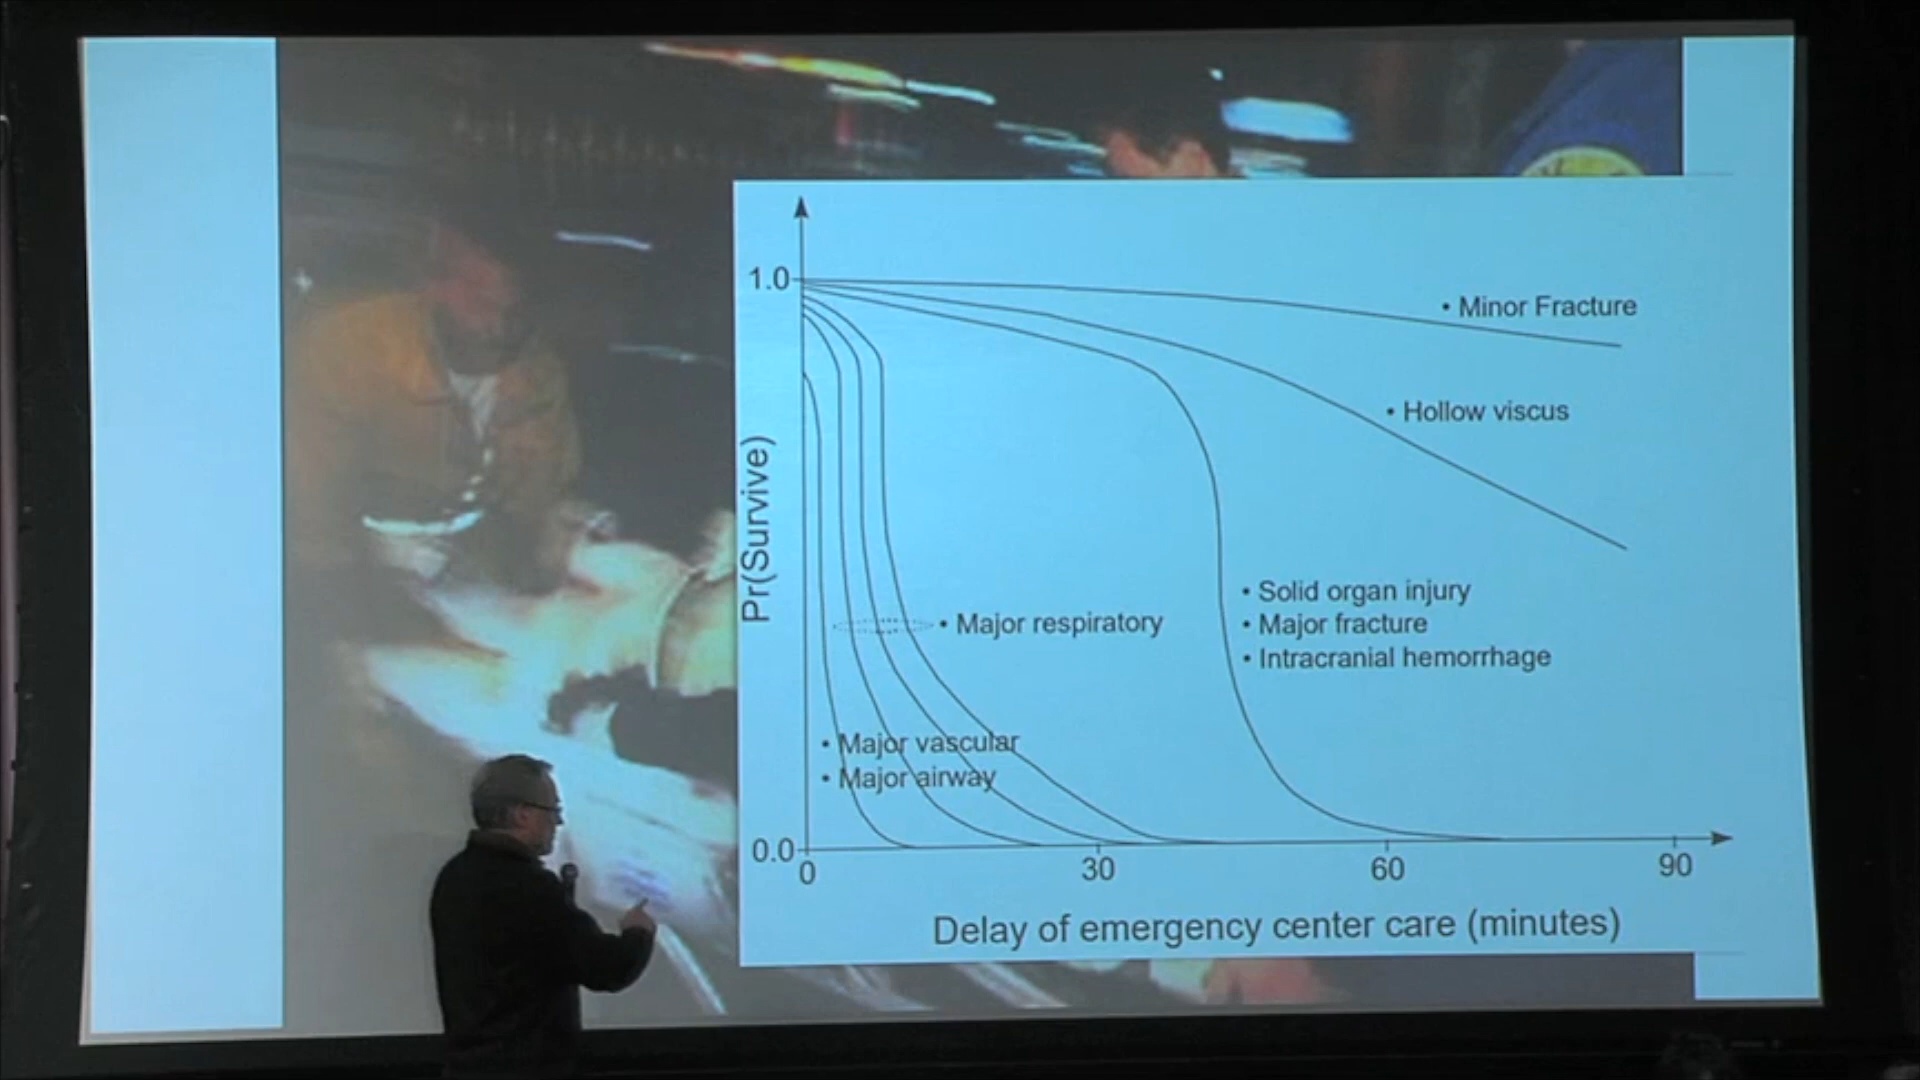 1.0
• Minor Fracture
• Hollow viscus
Pr(Survive)
• Solid organ injury
• Major respiratory
• Major fracture
• Intracranial hemorrhage
• Major vascular
• Major airway
0.0
0 30 60 90
Delay of emergency center care (minutes)